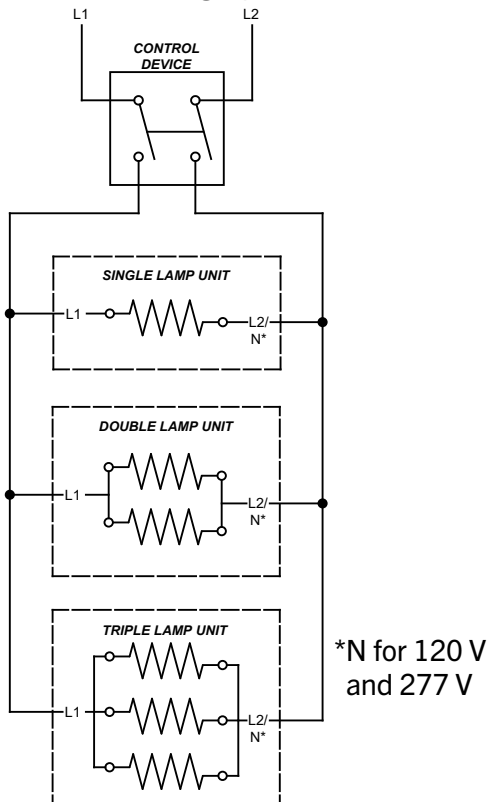 L1
L2
CONTROL
DEVICE
SINGLE LAMP UNIT
L1
L2/
N*
DOUBLE LAMP UNIT
L1
L2/
N*
TRIPLE LAMP UNIT
L1
L2/
N*
*N for 120 V
and 277 V